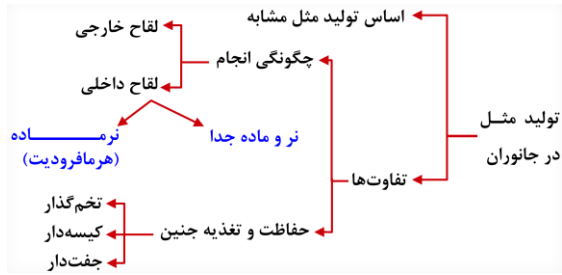 تولید مثل
در جانوران
اساس تولید مثل مشابه
تفاوت‌ها
چگونگی انجام
لقاح خارجی
لقاح داخلی
نر و ماده جدا
نرمـــــــــاده
(هرمافرودیت)
حفاظت و تغذیه جنین
تخم‌گذار
کیسه‌دار
جفت‌دار